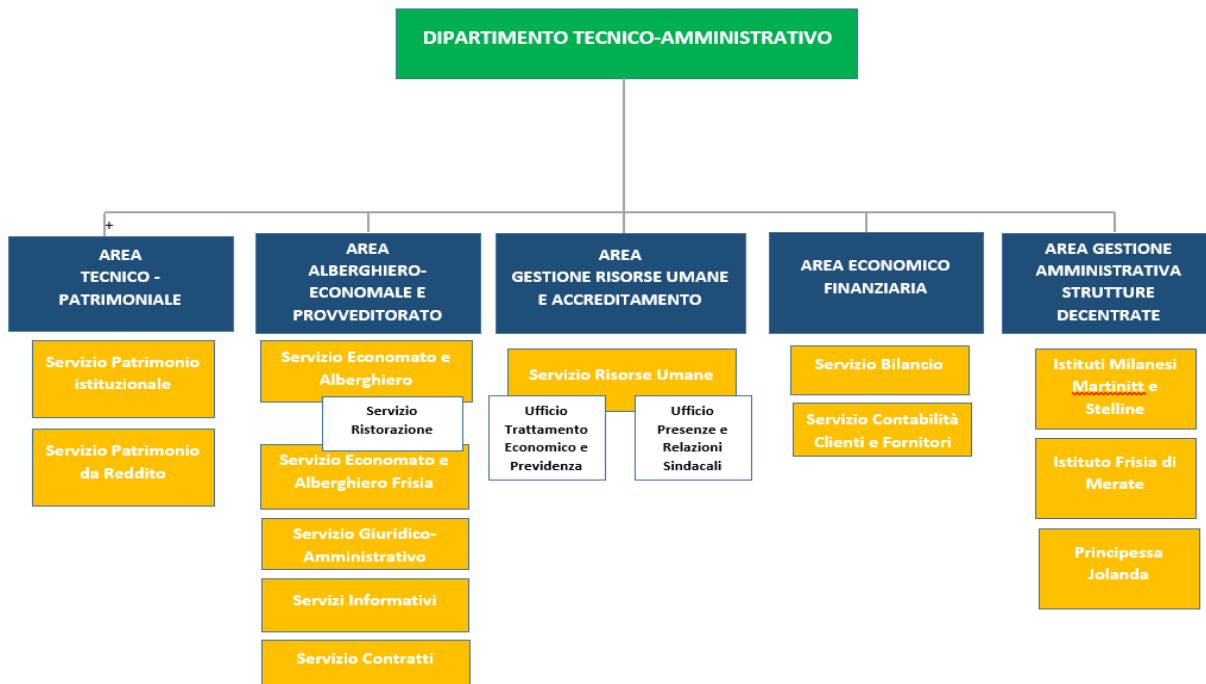 DIPARTIMENTO TECNICO-AMMINISTRATIVO
+
AREA
TECNICO -
PATRIMONIALE
Servizio Patrimonio
istituzionale
Servizio Patrimonio
da Reddito
AREA
ALBERGHIERO-
ECONOMALE E
PROVVEDITORATO
Servizio Economato e
Alberghiero
Servizio
Ristorazione
Servizio Economato e
Alberghiero Frisia
Servizio Giuridico-
Amministrativo
Servizi Informativi
Servizio Contratti
AREA
GESTIONE RISORSE UMANE
E ACCREDITAMENTO
Servizio Risorse Umane
Ufficio
Trattamento
Economico e
Previdenza
Ufficio
Presenze e
Relazioni
Sindacali
AREA ECONOMICO
FINANZIARIA
Servizio Bilancio
Servizio Contabilità
Clienti e Fornitori
AREA GESTIONE
AMMINISTRATIVA
STRUTTURE
DECENTRATE
Istituti Milanesi
Martinitt e
Stelline
Istituto Frisia di
Merate
Principessa
Jolanda